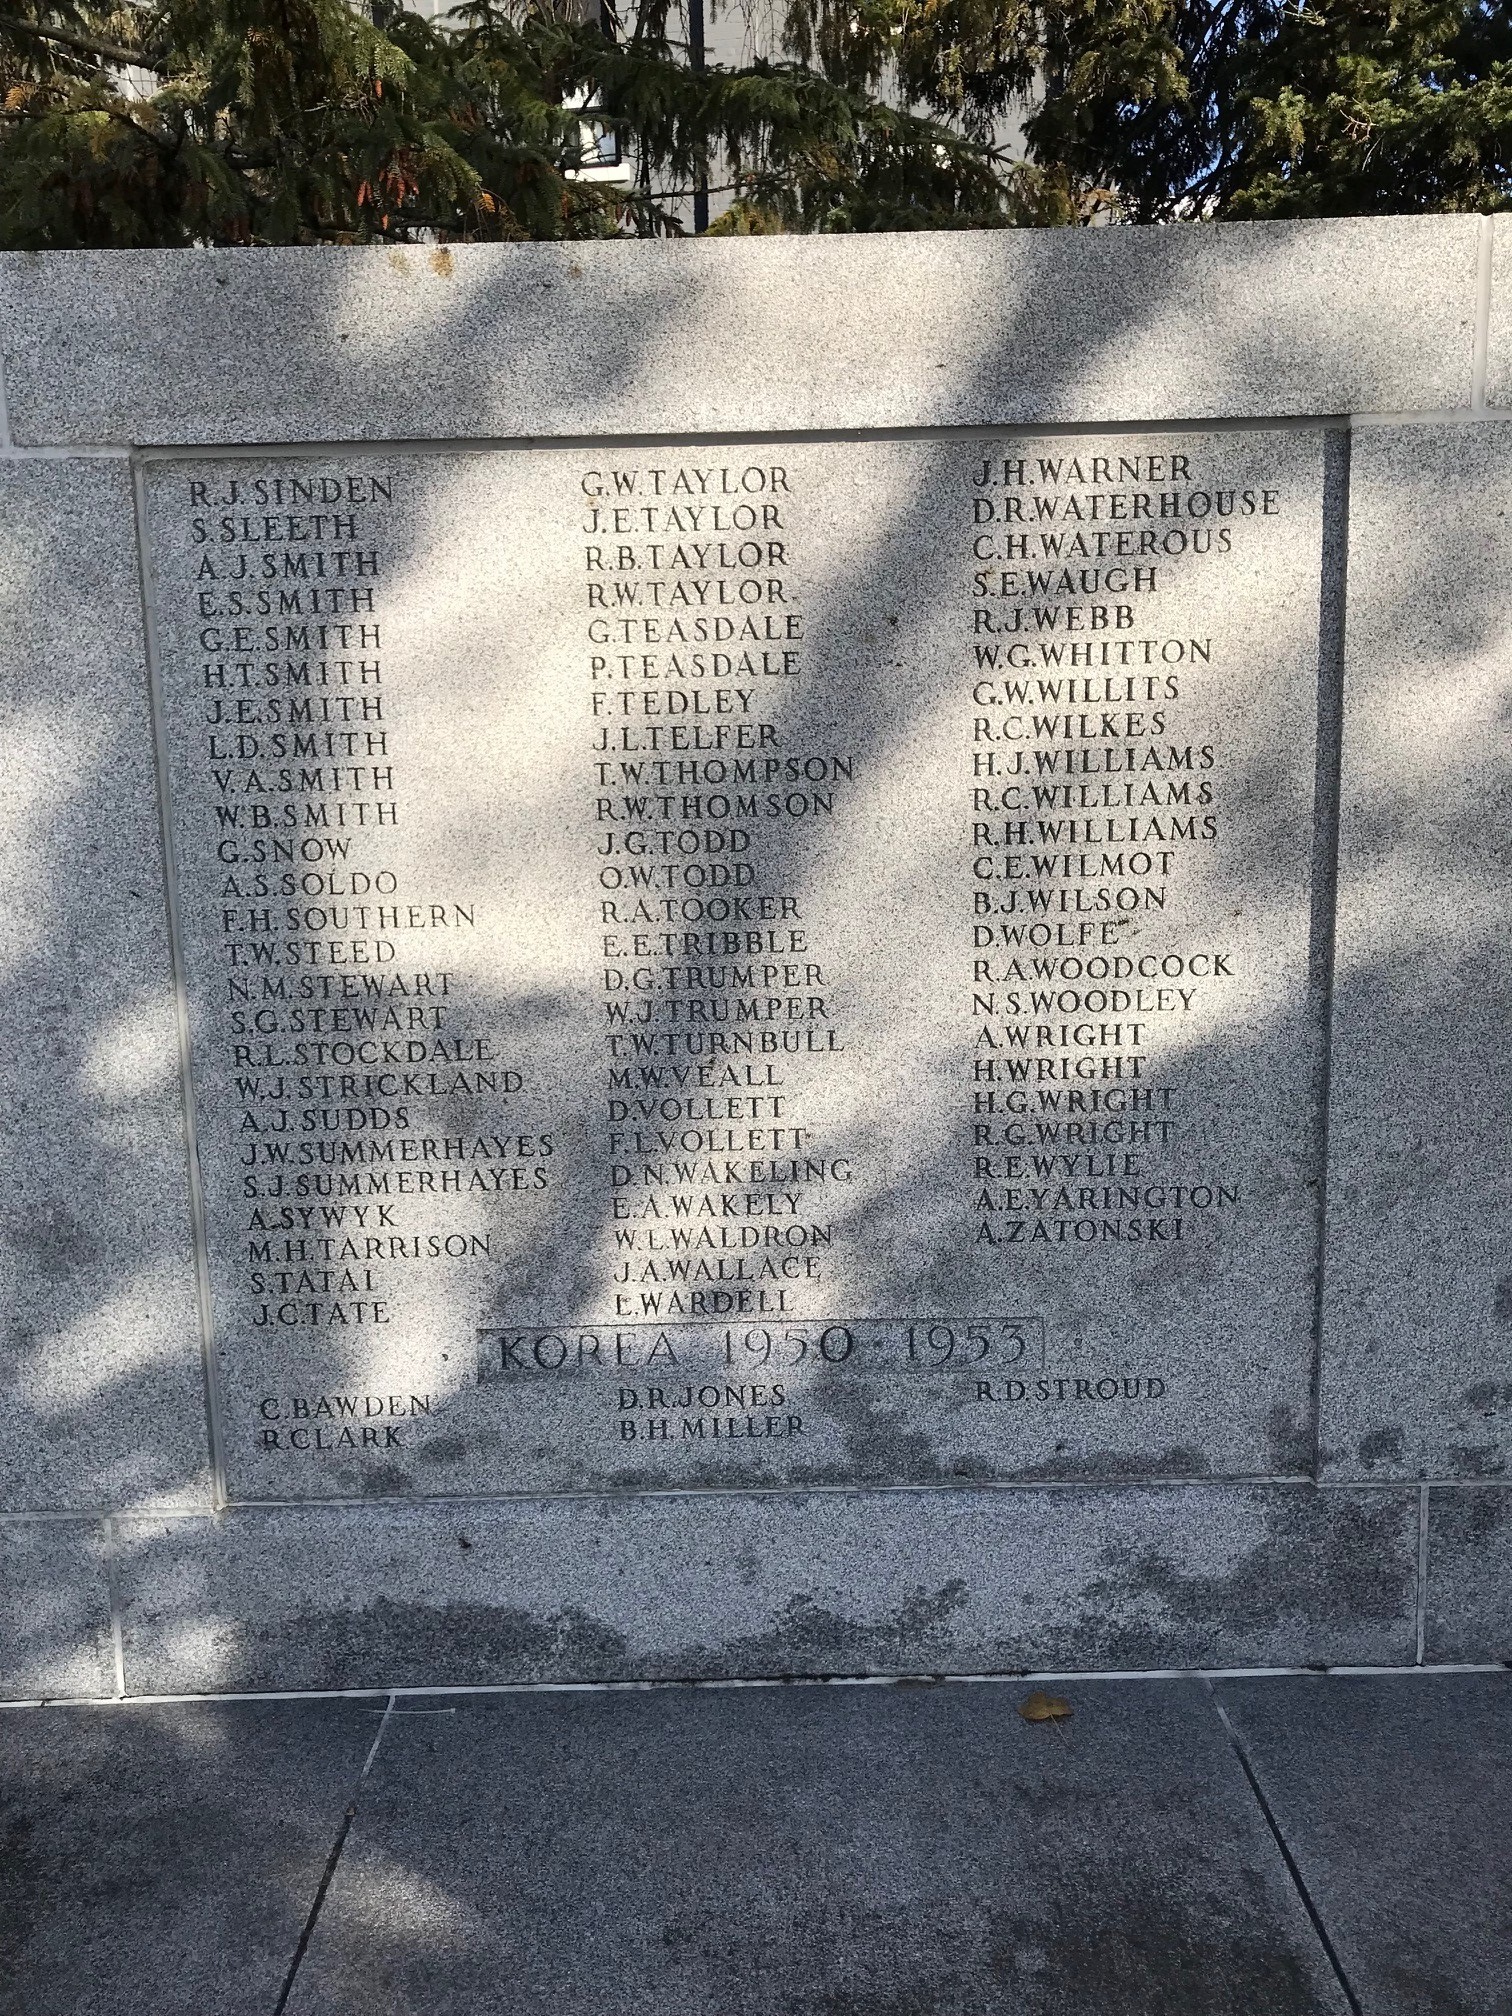 R.J.SINDEN
S.SLEETH
A.J.SMITH
E.S.SMITH
G.E.SMITH
H.T.SMITH
J.E.SMITH
L.D.SMITH
V.A.SMITH
W.B.SMITH
G.SNOW
A.S.SOLDO
F.H.SOUTHERN
T.W.STEED
N.M.STEWART
S.G.STEWART
R.L.STOCKDALE
W.J.STRICKLAND
A.J.SUDDS
J.W.SUMMERHAYES
S.J.SUMMERHAYES
A.SYWYK
M.H.TARRISON
S.TATAI
J.C.TATE
G.W.TAYLOR
J.E.TAYLOR
R.B.TAYLOR
R.W.TAYLOR
G.TEASDALE
P.TEASDALE
F.TEDLEY
J.L.TELFER
T.W.THOMPSON
R.W.THOMSON
J.G.TODD
O.W.TODD
R.A.TOOKER
E.E.TRIBBLE
D.G.TRUMPER
W.J.TRUMPER
T.W.TURNBULL
M.W.VEALL
D.VOLLETT
F.L.VOLLETT
D.N.WAKELING
E.A.WAKELY
W.L.WALDRON
J.A.WALLACE
L.WARDELL
J.H.WARNER
D.R.WATERHOUSE
C.H.WATEROUS
S.E.WAUGH
R.J.WEBB
W.G.WHITTON
G.W.WILLITS
R.C.WILKES
H.J.WILLIAMS
R.C.WILLIAMS
R.H.WILLIAMS
C.E.WILMOT
B.J.WILSON
D.WOLFE
R.A.WOODCOCK
N.S.WOODLEY
A.WRIGHT
H.WRIGHT
H.G.WRIGHT
R.G.WRIGHT
R.E.WYLIE
A.E.YARINGTON
A.ZATONSKI
KOREA 1950·1953
C.BAWDEN
R.CLARK
D.R.JONES
B.H.MILLER
R.D.STROUD